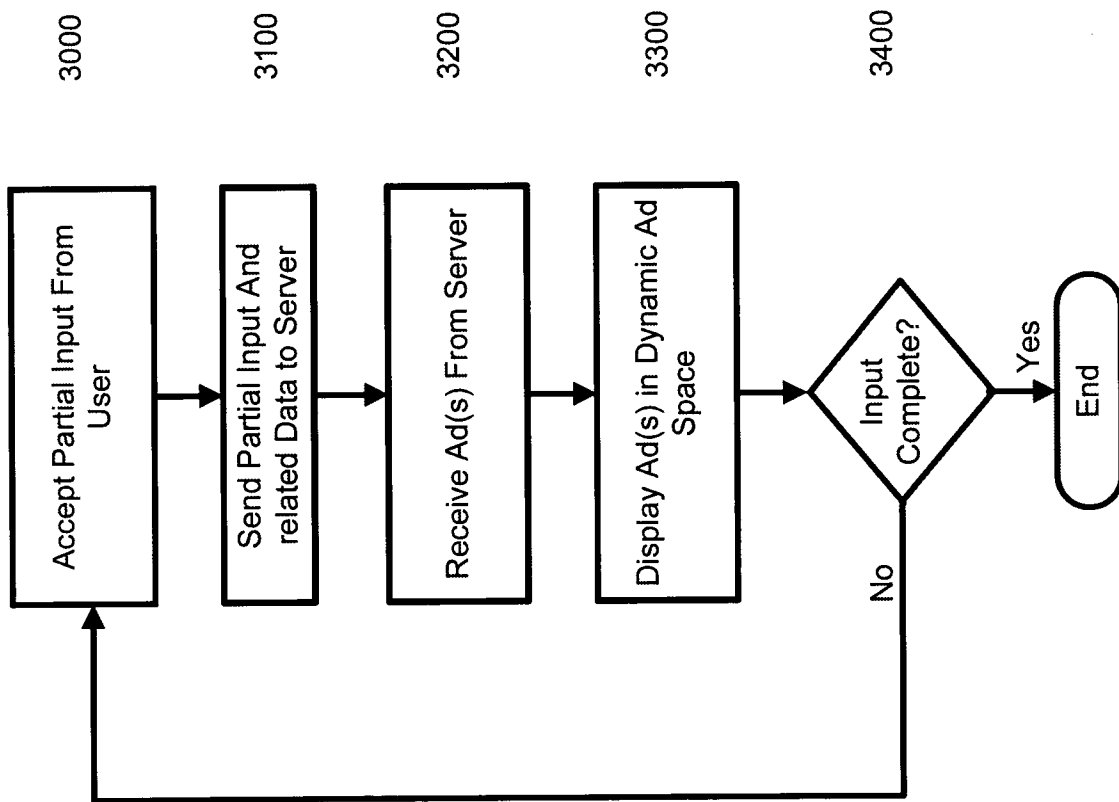 Accept Partial Input From
User
3000
Send Partial Input And
related Data to Server
3100
Receive Ad(s) From Server
3200
Display Ad(s) in Dynamic Ad
Space
3300
Input
Complete?
3400
No
Yes
End